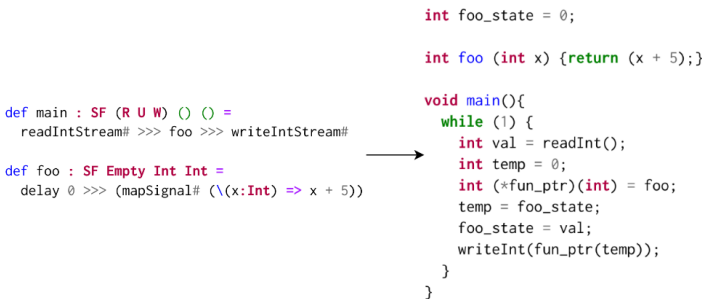 def main : SF (R U W) () () =
readIntStream# >>> foo >>> writeIntStream#
def foo : SF Empty Int Int =
delay 0 >>> (mapSignal# (\(x:Int) => x + 5))
int foo_state = 0;
int foo (int x) {return (x + 5);}
void main(){
while (1) {
int val = readInt();
int temp = 0;
int (*fun_ptr)(int) = foo;
temp = foo_state;
foo_state = val;
writeInt(fun_ptr(temp));
}
}